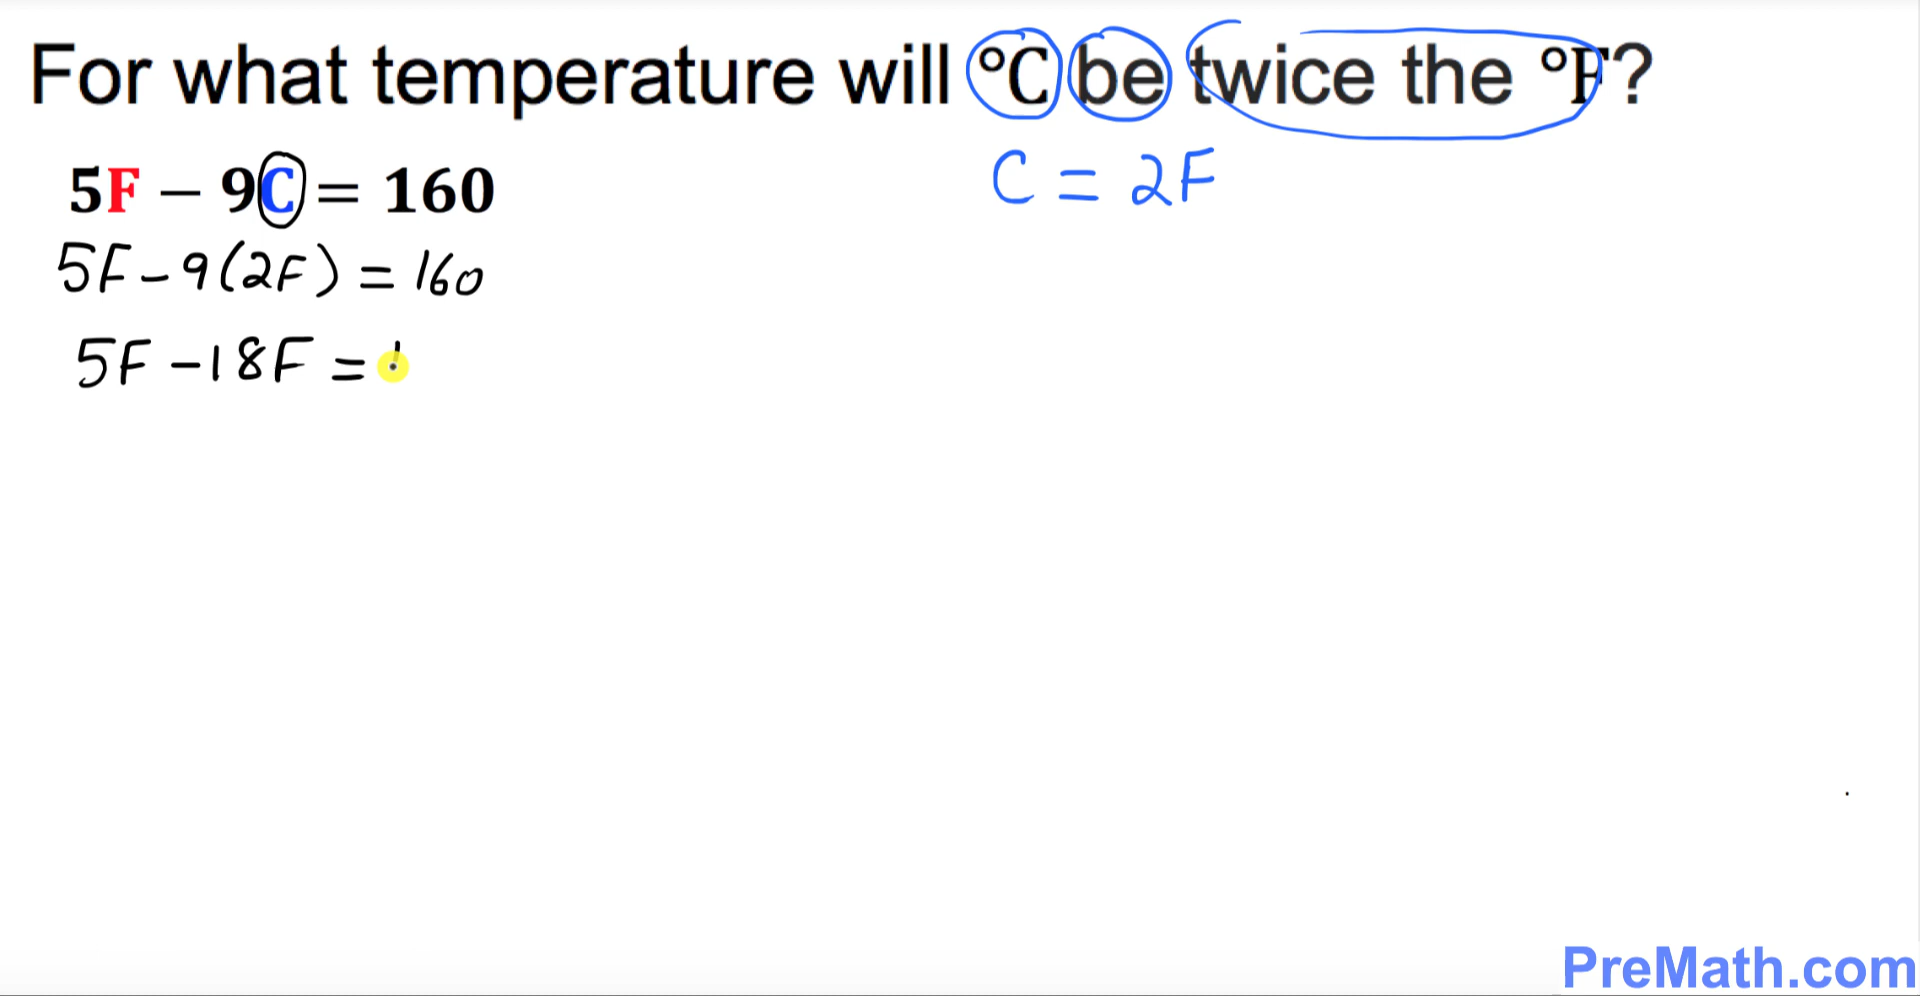 For what temperature will °C be twice the °F?
5F − 9C = 160
C = 2F
5F - 9(2F) = 160
5F - 18F =
PreMath.com